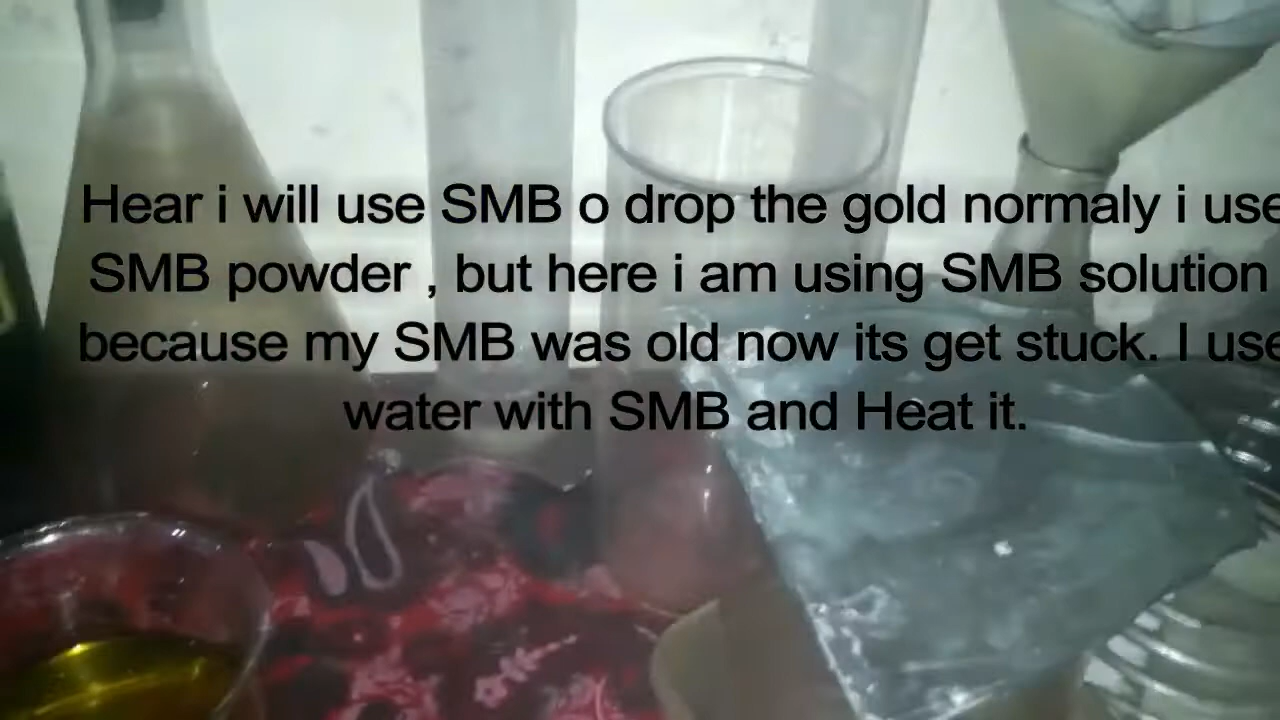 Hear i will use SMB o drop the gold normaly i use
SMB powder , but here i am using SMB solution
because my SMB was old now its get stuck. I use
water with SMB and Heat it.